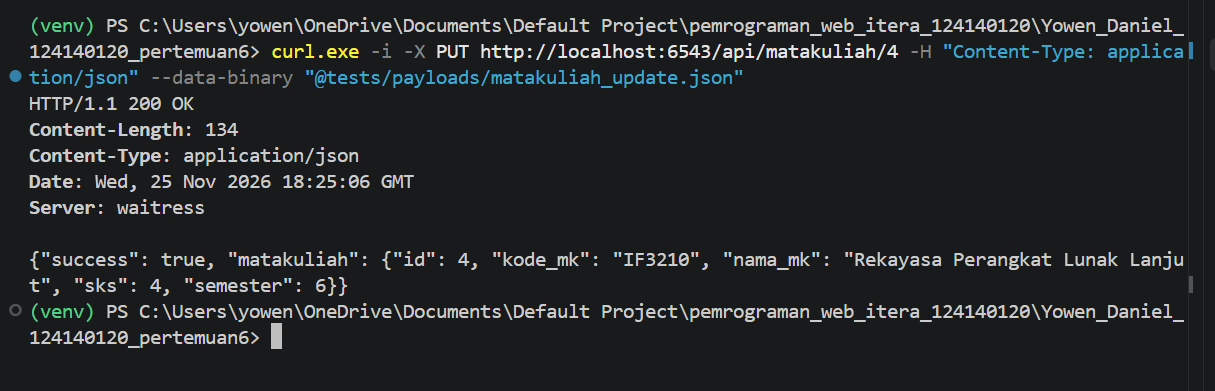 (venv) PS C:\Users\yowen\OneDrive\Documents\Default Project\pemrograman_web_itera_124140120\Yowen_Daniel_
124140120_pertemuan6> curl.exe -i -X PUT http://localhost:6543/api/matakuliah/4 -H "Content-Type: applica
tion/json" --data-binary "@tests/payloads/matakuliah_update.json"
HTTP/1.1 200 OK
Content-Length: 134
Content-Type: application/json
Date: Wed, 25 Nov 2026 18:25:06 GMT
Server: waitress

{"success": true, "matakuliah": {"id": 4, "kode_mk": "IF3210", "nama_mk": "Rekayasa Perangkat Lunak Lanju
t", "sks": 4, "semester": 6}}
(venv) PS C:\Users\yowen\OneDrive\Documents\Default Project\pemrograman_web_itera_124140120\Yowen_Daniel_
124140120_pertemuan6>